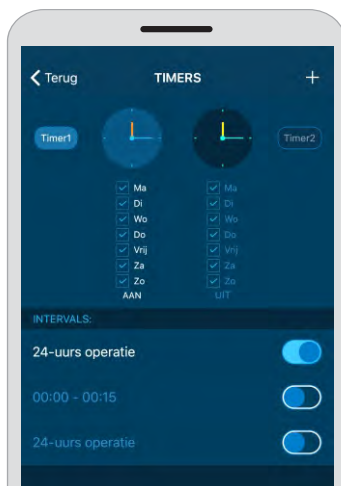 Terug TIMERS +
Timer1 Timer2
Ma Ma
Di Di
Wo Wo
Do Do
Vrij Vrij
Za Za
Zo Zo
AAN UIT
INTERVALS:
24-uurs operatie
00:00 - 00:15
24-uurs operatie